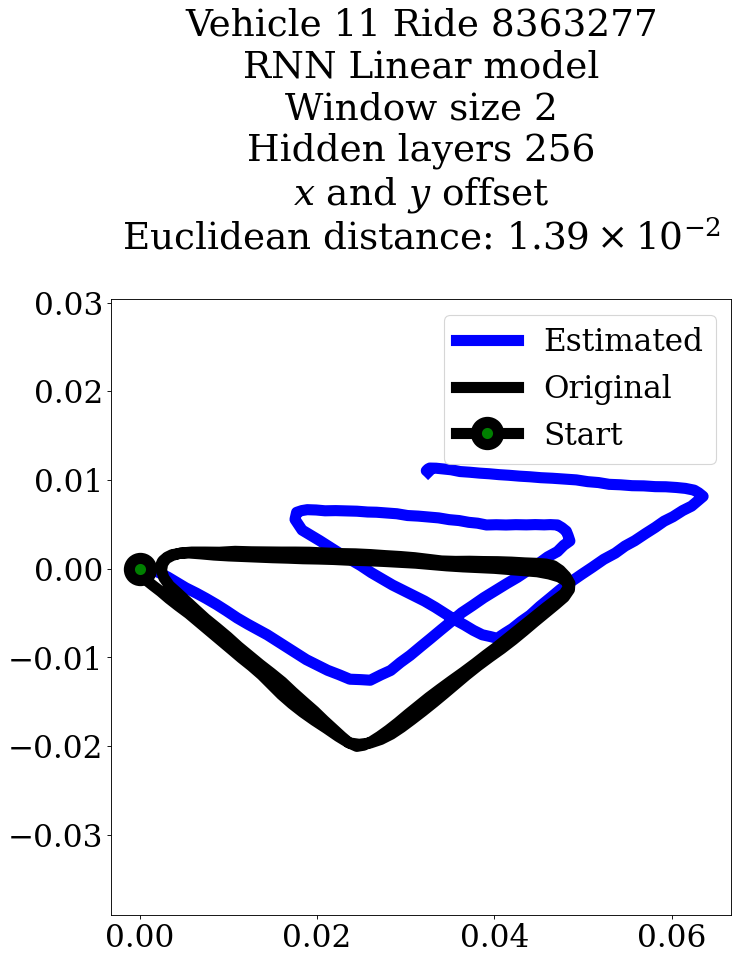 Vehicle 11 Ride 8363277
RNN Linear model
Window size 2
Hidden layers 256
x and y offset
Euclidean distance: 1.39 × 10⁻²
Estimated
Original
Start
0.03
0.02
0.01
0.00
−0.01
−0.02
−0.03
0.00 0.02 0.04 0.06